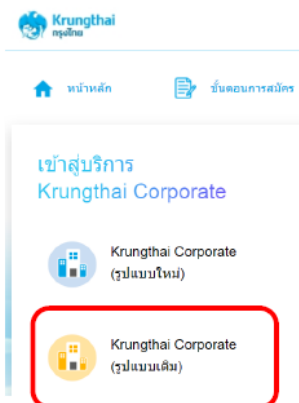 Krungthai
กรุงไทย
หน้าหลัก
ขั้นตอนการสมัคร
เข้าสู่บริการ
Krungthai Corporate
Krungthai Corporate
(รูปแบบใหม่)
Krungthai Corporate
(รูปแบบเดิม)